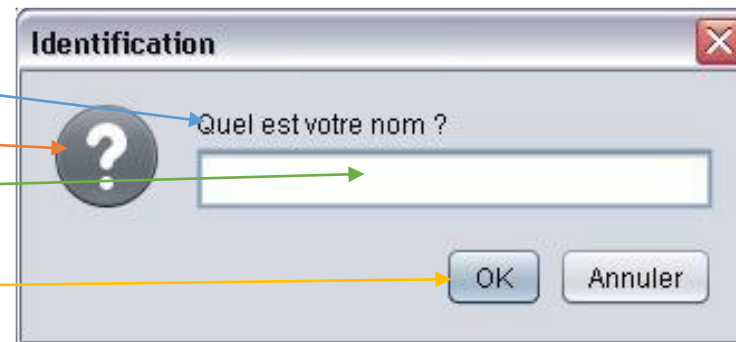 Identification
Quel est votre nom ?
OK
Annuler